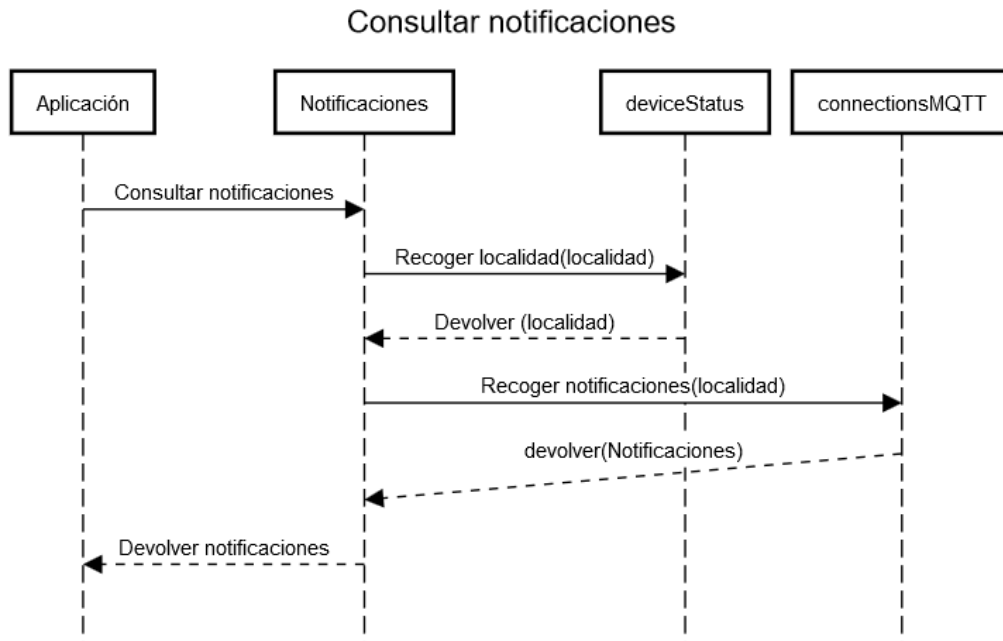 Consultar notificaciones
Aplicación
Notificaciones
deviceStatus
connectionsMQTT
Consultar notificaciones
Recoger localidad(localidad)
Devolver (localidad)
Recoger notificaciones(localidad)
devolver(Notificaciones)
Devolver notificaciones